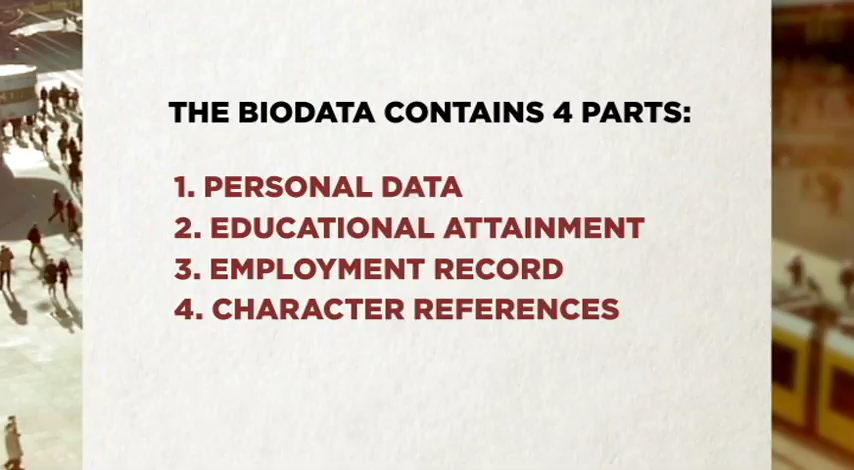 THE BIODATA CONTAINS 4 PARTS:
1. PERSONAL DATA
2. EDUCATIONAL ATTAINMENT
3. EMPLOYMENT RECORD
4. CHARACTER REFERENCES